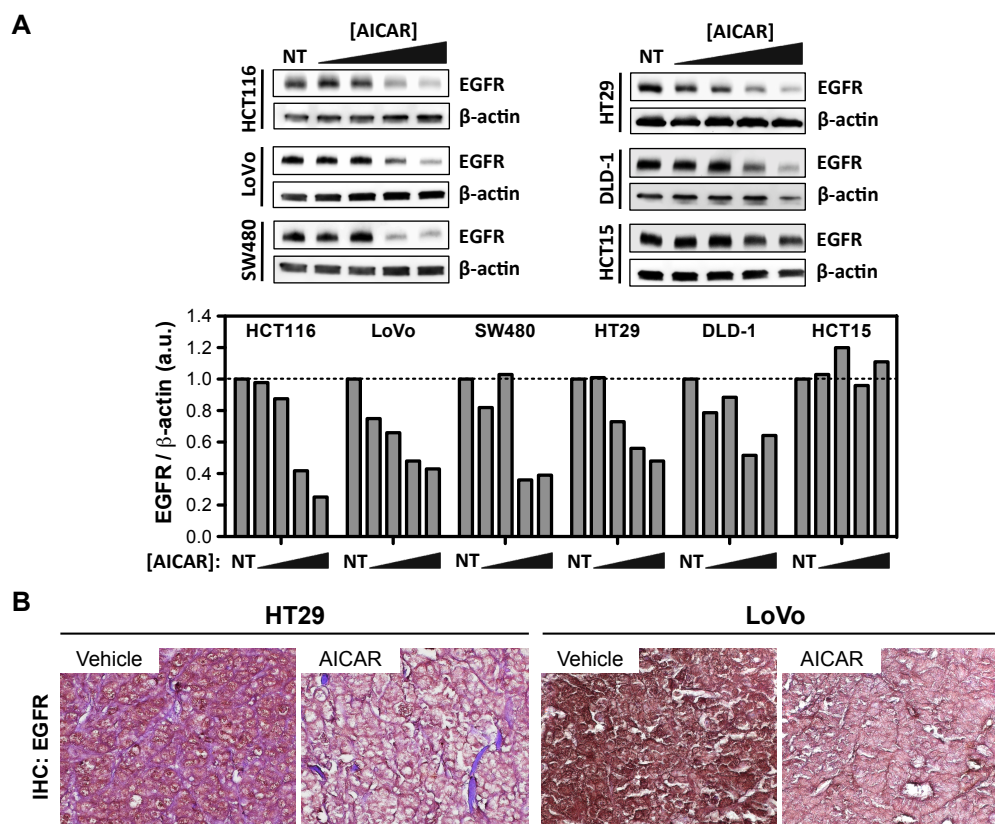 A
[AICAR]
NT
HCT116
EGFR
β-actin
LoVo
EGFR
β-actin
SW480
EGFR
β-actin
[AICAR]
NT
HT29
EGFR
β-actin
DLD-1
EGFR
β-actin
HCT15
EGFR
β-actin
EGFR / β-actin (a.u.)
1.4
1.2
1.0
0.8
0.6
0.4
0.2
0.0
HCT116 LoVo SW480 HT29 DLD-1 HCT15
[AICAR]: NT NT NT NT NT NT
B
HT29 LoVo
IHC: EGFR
Vehicle AICAR Vehicle AICAR